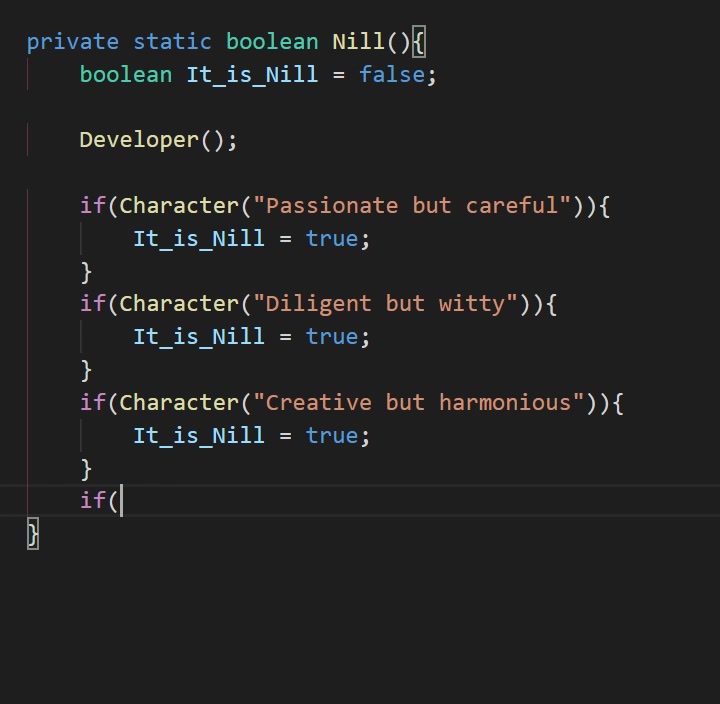 private static boolean Nill(){
    boolean It_is_Nill = false;
    Developer();
    if(Character("Passionate but careful")){
        It_is_Nill = true;
    }
    if(Character("Diligent but witty")){
        It_is_Nill = true;
    }
    if(Character("Creative but harmonious")){
        It_is_Nill = true;
    }
    if(
}